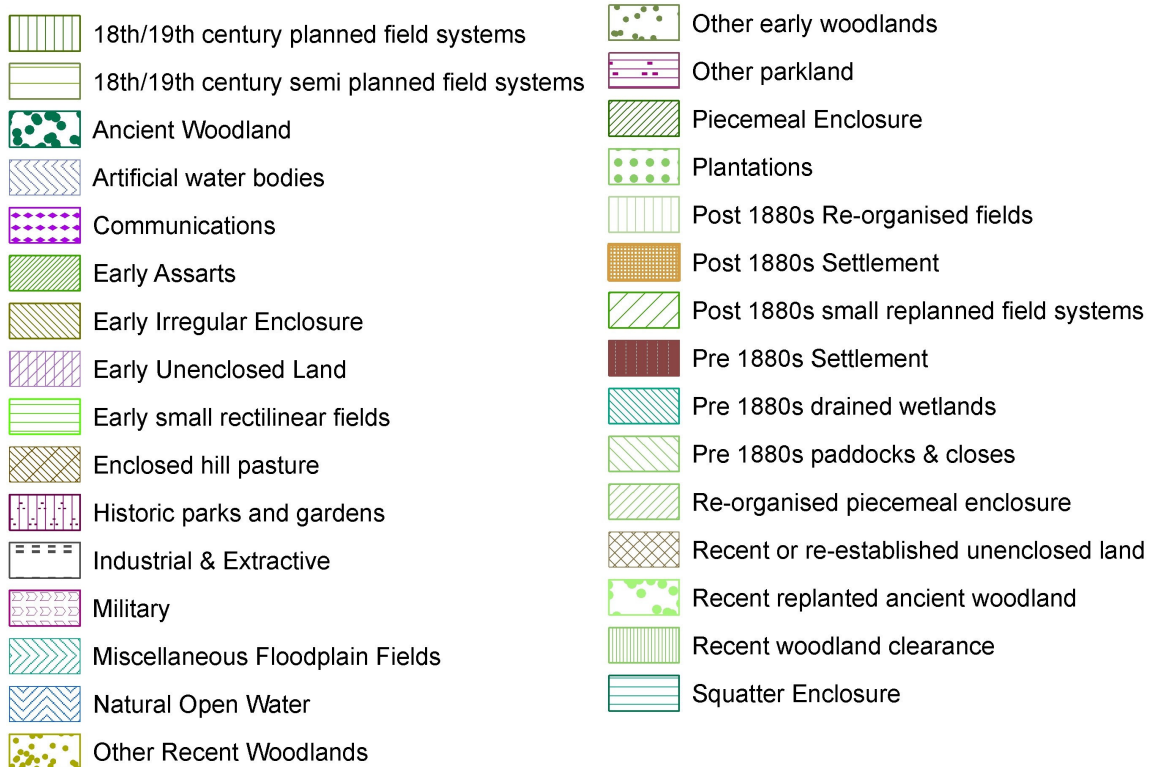 18th/19th century planned field systems
18th/19th century semi planned field systems
Ancient Woodland
Artificial water bodies
Communications
Early Assarts
Early Irregular Enclosure
Early Unenclosed Land
Early small rectilinear fields
Enclosed hill pasture
Historic parks and gardens
Industrial & Extractive
Military
Miscellaneous Floodplain Fields
Natural Open Water
Other Recent Woodlands
Other early woodlands
Other parkland
Piecemeal Enclosure
Plantations
Post 1880s Re-organised fields
Post 1880s Settlement
Post 1880s small replanned field systems
Pre 1880s Settlement
Pre 1880s drained wetlands
Pre 1880s paddocks & closes
Re-organised piecemeal enclosure
Recent or re-established unenclosed land
Recent replanted ancient woodland
Recent woodland clearance
Squatter Enclosure